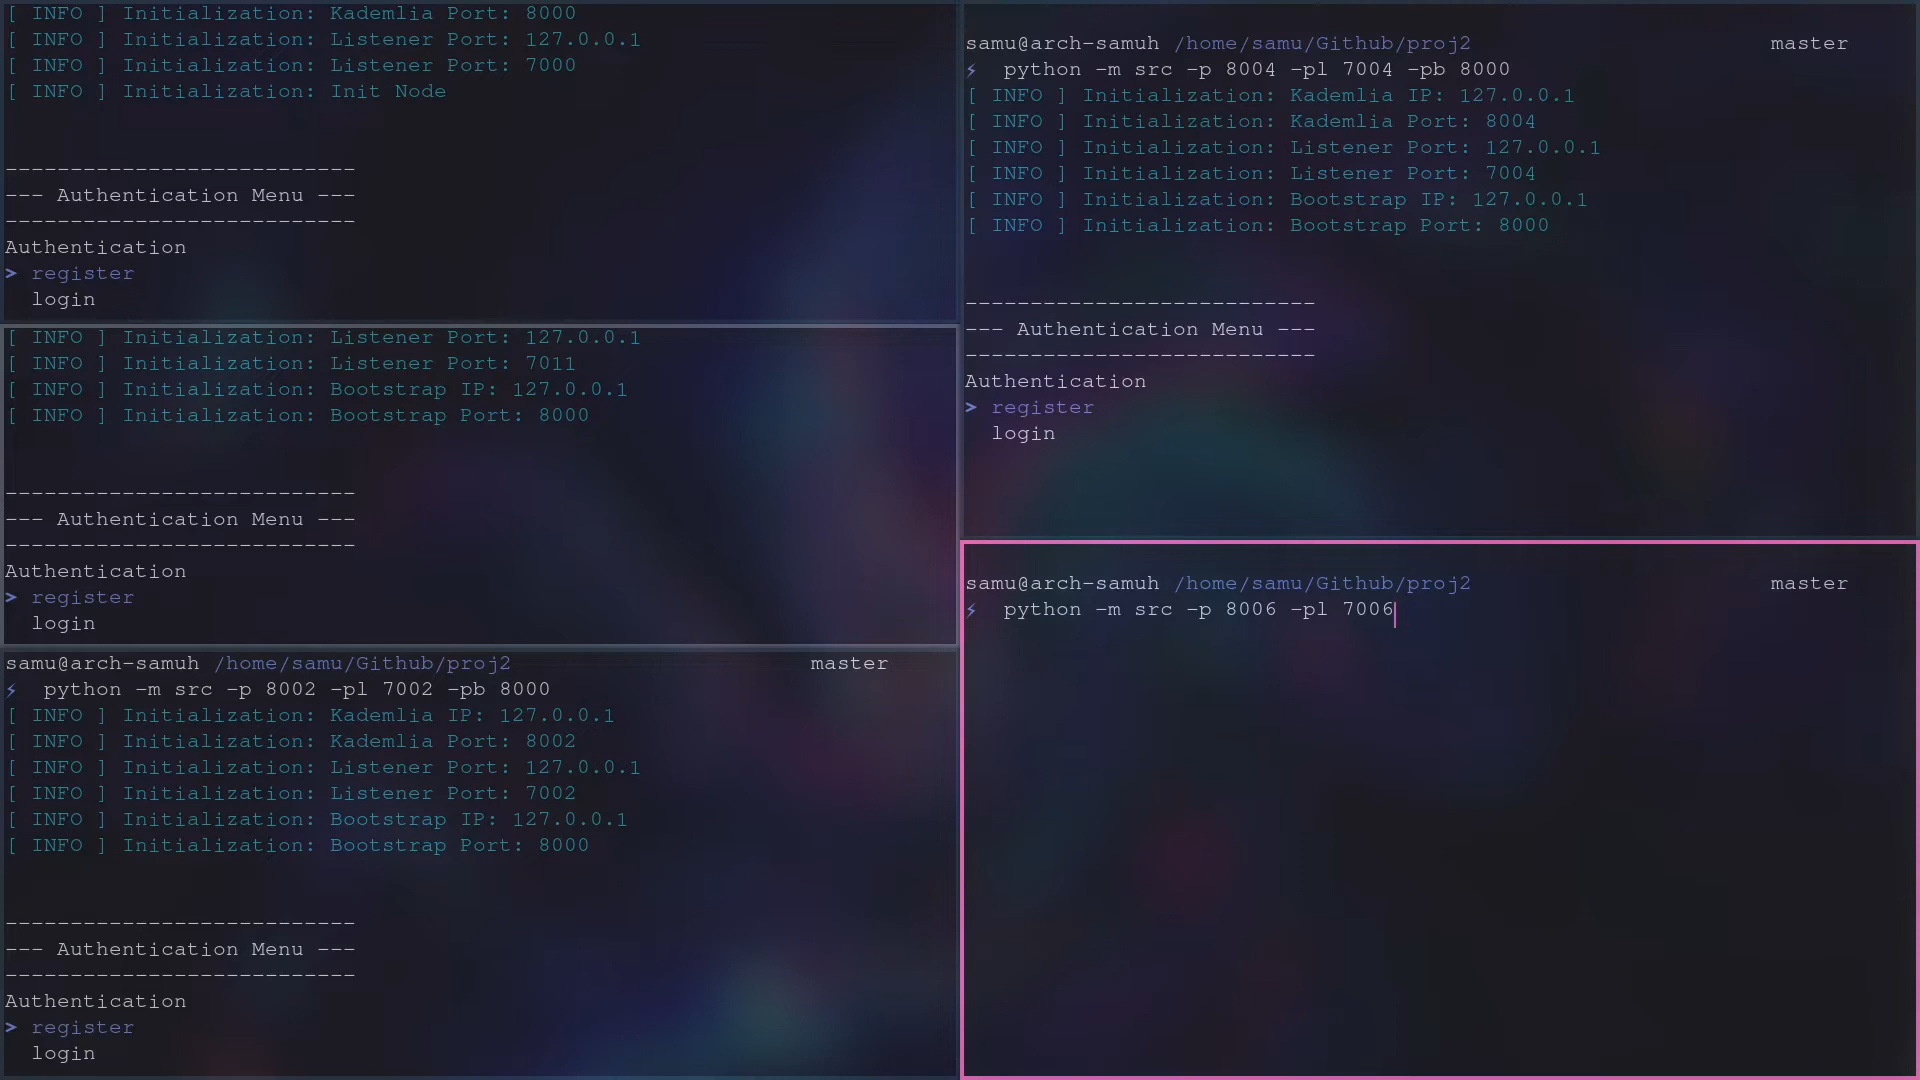 [ INFO ] Initialization: Kademlia Port: 8000
[ INFO ] Initialization: Listener Port: 127.0.0.1
[ INFO ] Initialization: Listener Port: 7000
[ INFO ] Initialization: Init Node
---------------------------
--- Authentication Menu ---
---------------------------
Authentication
> register
login
[ INFO ] Initialization: Listener Port: 127.0.0.1
[ INFO ] Initialization: Listener Port: 7011
[ INFO ] Initialization: Bootstrap IP: 127.0.0.1
[ INFO ] Initialization: Bootstrap Port: 8000
---------------------------
--- Authentication Menu ---
---------------------------
Authentication
> register
login
samu@arch-samuh /home/samu/Github/proj2 master
⚡ python -m src -p 8002 -pl 7002 -pb 8000
[ INFO ] Initialization: Kademlia IP: 127.0.0.1
[ INFO ] Initialization: Kademlia Port: 8002
[ INFO ] Initialization: Listener Port: 127.0.0.1
[ INFO ] Initialization: Listener Port: 7002
[ INFO ] Initialization: Bootstrap IP: 127.0.0.1
[ INFO ] Initialization: Bootstrap Port: 8000
---------------------------
--- Authentication Menu ---
---------------------------
Authentication
> register
login
samu@arch-samuh /home/samu/Github/proj2 master
⚡ python -m src -p 8004 -pl 7004 -pb 8000
[ INFO ] Initialization: Kademlia IP: 127.0.0.1
[ INFO ] Initialization: Kademlia Port: 8004
[ INFO ] Initialization: Listener Port: 127.0.0.1
[ INFO ] Initialization: Listener Port: 7004
[ INFO ] Initialization: Bootstrap IP: 127.0.0.1
[ INFO ] Initialization: Bootstrap Port: 8000
---------------------------
--- Authentication Menu ---
---------------------------
Authentication
> register
login
samu@arch-samuh /home/samu/Github/proj2 master
⚡ python -m src -p 8006 -pl 7006